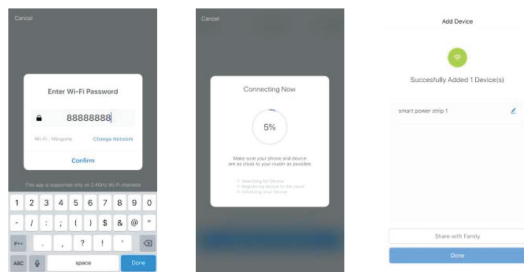 Cancel
Enter Wi-Fi Password
88888888
Change Network
Confirm
This app is supported only on 2.4GHz Wi-Fi channels
1 2 3 4 5 6 7 8 9 0
- / : ; ( ) $ & @ "
. , ? ! '
ABC space Done
Cancel
Connecting Now
5%
Make sure your phone and device
are as close to your router as possible.
Searching for Device
Registering device to the cloud
Initializing your Device
Add Device
Succesfully Added 1 Device(s)
smart power strip 1
Share with Family
Done